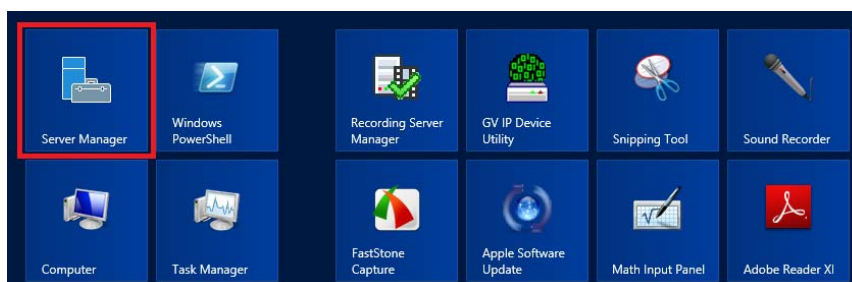 Server Manager
Windows
PowerShell
Recording Server
Manager
GV IP Device
Utility
Snipping Tool
Sound Recorder
Computer
Task Manager
FastStone
Capture
Apple Software
Update
Math Input Panel
Adobe Reader XI